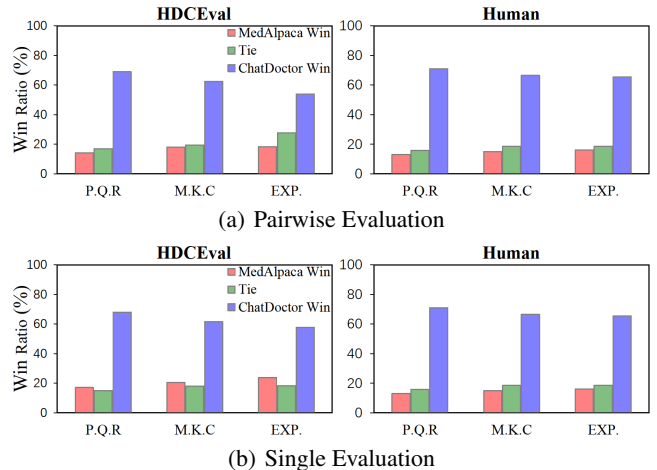 HDCEval
Human
Win Ratio (%)
100
80
60
40
20
0
MedAlpaca Win
Tie
ChatDoctor Win
P.Q.R
M.K.C
EXP.
100
80
60
40
20
0
P.Q.R
M.K.C
EXP.
(a) Pairwise Evaluation
HDCEval
Human
Win Ratio (%)
100
80
60
40
20
0
MedAlpaca Win
Tie
ChatDoctor Win
P.Q.R
M.K.C
EXP.
100
80
60
40
20
0
P.Q.R
M.K.C
EXP.
(b) Single Evaluation